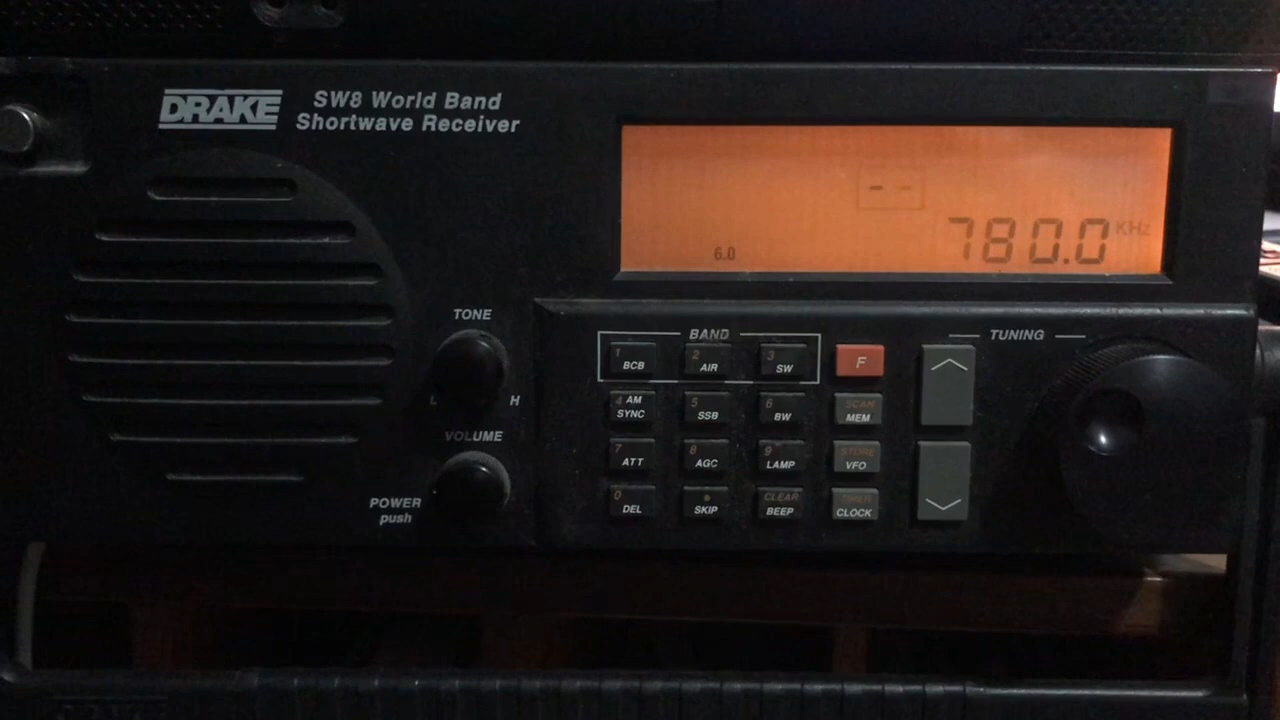 DRAKE
SW8 World Band
Shortwave Receiver
-- 
780.0 KHz
6.0
TONE
L H
VOLUME
POWER
push
BAND
1 BCB
2 AIR
3 SW
F
4 AM SYNC
5 SSB
6 BW
SCAN MEM
7 ATT
8 AGC
9 LAMP
STORE VFO
0 DEL
• SKIP
CLEAR BEEP
TIMER CLOCK
TUNING